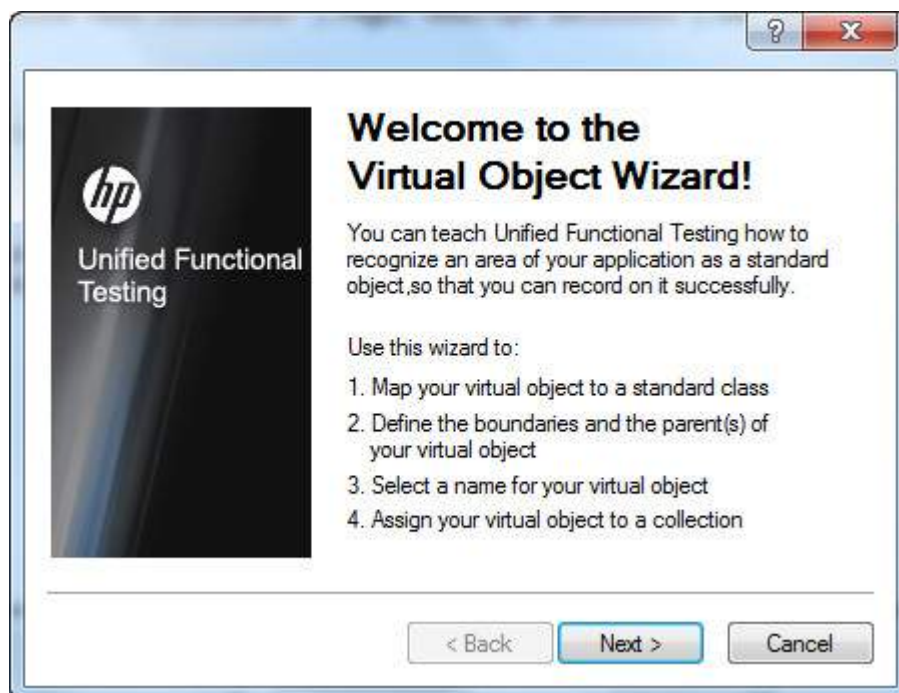 ?
X
hp
Unified Functional
Testing
Welcome to the
Virtual Object Wizard!
You can teach Unified Functional Testing how to
recognize an area of your application as a standard
object,so that you can record on it successfully.
Use this wizard to:
1. Map your virtual object to a standard class
2. Define the boundaries and the parent(s) of
your virtual object
3. Select a name for your virtual object
4. Assign your virtual object to a collection
< Back
Next >
Cancel